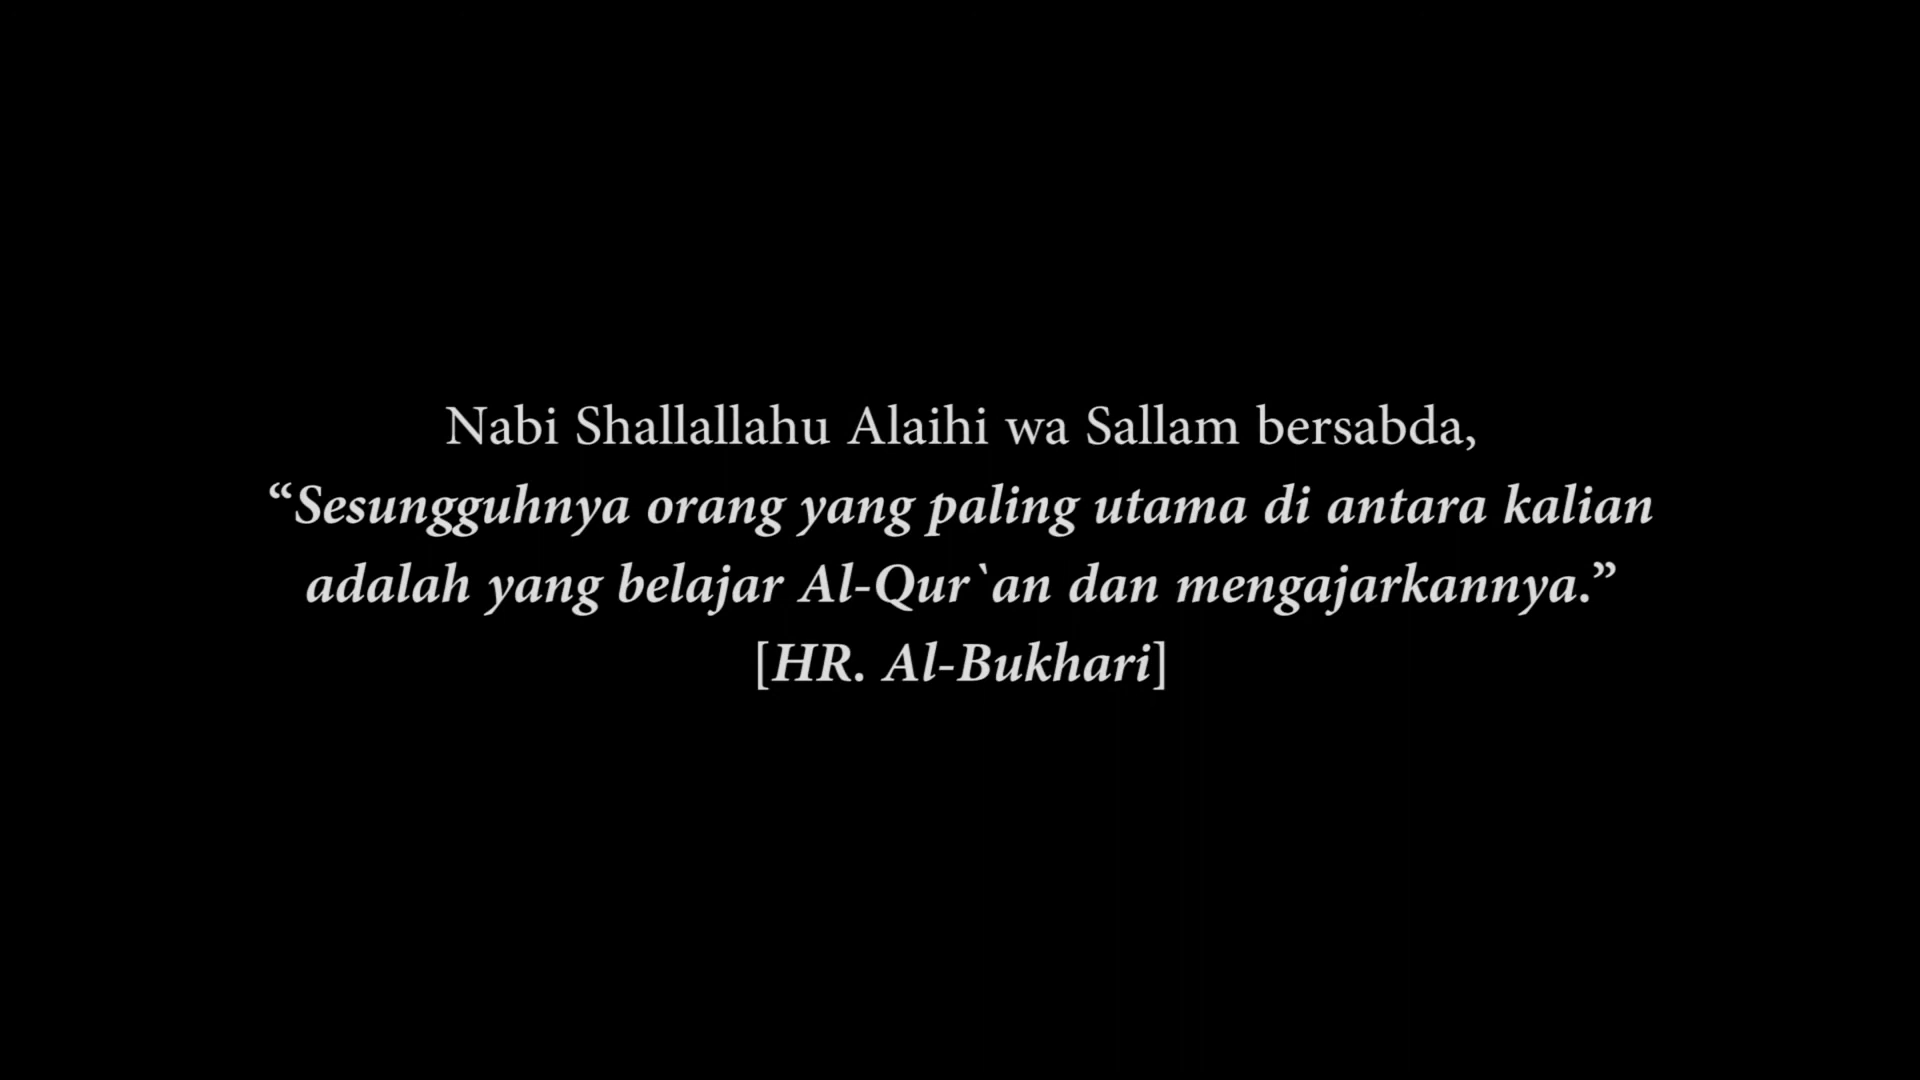 Nabi Shallallahu Alaihi wa Sallam bersabda,
“Sesungguhnya orang yang paling utama di antara kalian
adalah yang belajar Al-Qur`an dan mengajarkannya.”
[HR. Al-Bukhari]